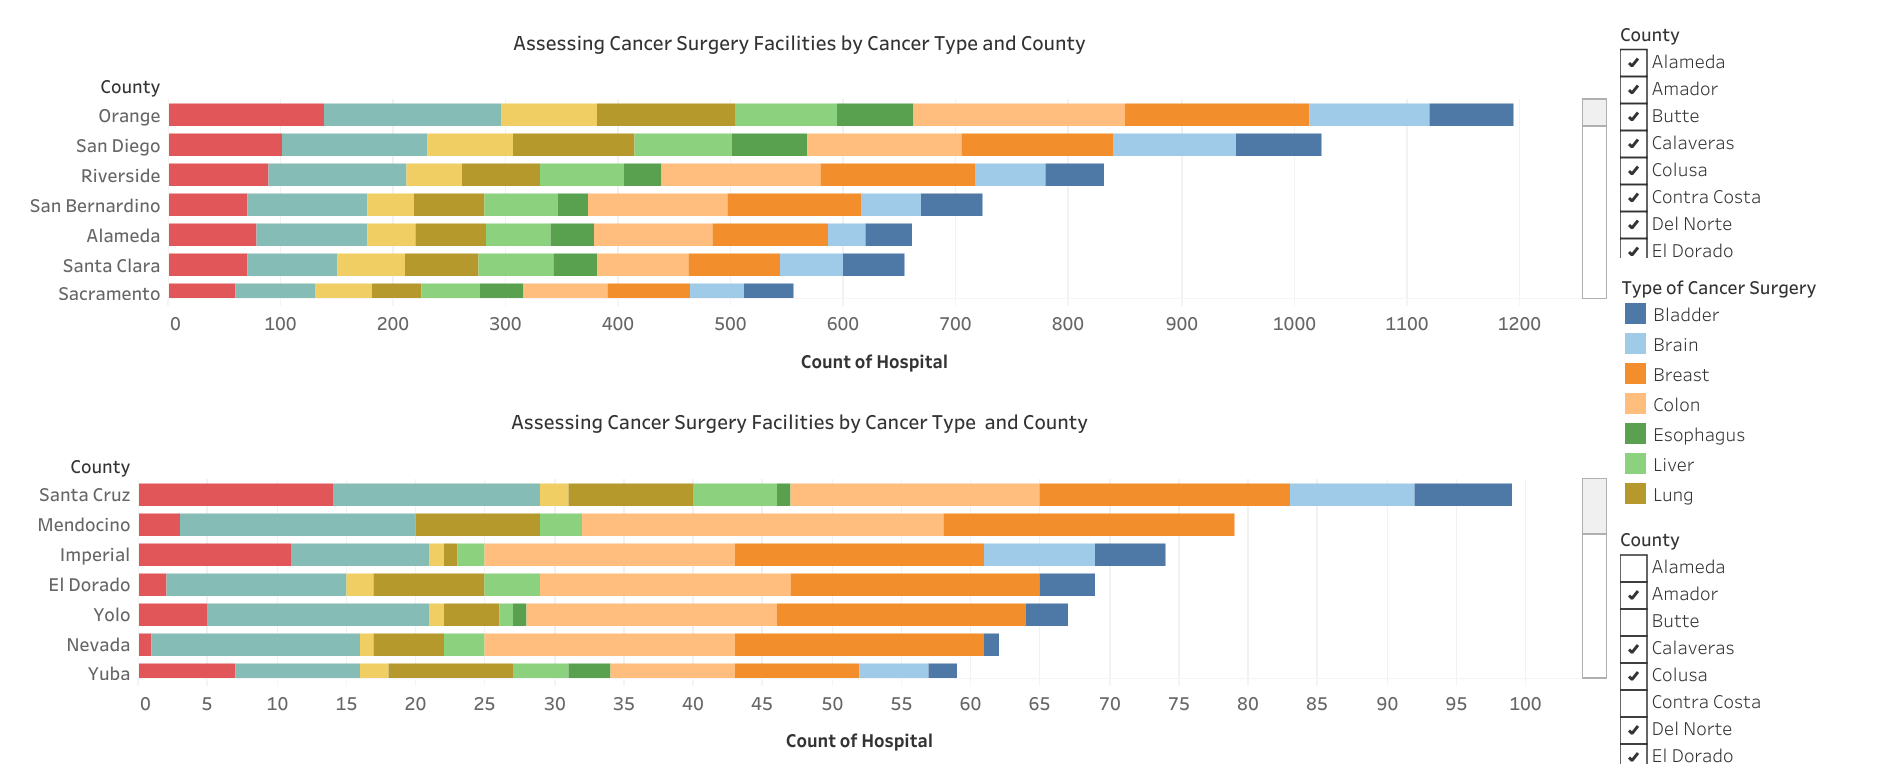 Assessing Cancer Surgery Facilities by Cancer Type and County
County
Orange
San Diego
Riverside
San Bernardino
Alameda
Santa Clara
Sacramento
0 100 200 300 400 500 600 700 800 900 1000 1100 1200
Count of Hospital
Assessing Cancer Surgery Facilities by Cancer Type  and County
County
Santa Cruz
Mendocino
Imperial
El Dorado
Yolo
Nevada
Yuba
0 5 10 15 20 25 30 35 40 45 50 55 60 65 70 75 80 85 90 95 100
Count of Hospital
County
Alameda
Amador
Butte
Calaveras
Colusa
Contra Costa
Del Norte
El Dorado
Type of Cancer Surgery
Bladder
Brain
Breast
Colon
Esophagus
Liver
Lung
County
Alameda
Amador
Butte
Calaveras
Colusa
Contra Costa
Del Norte
El Dorado